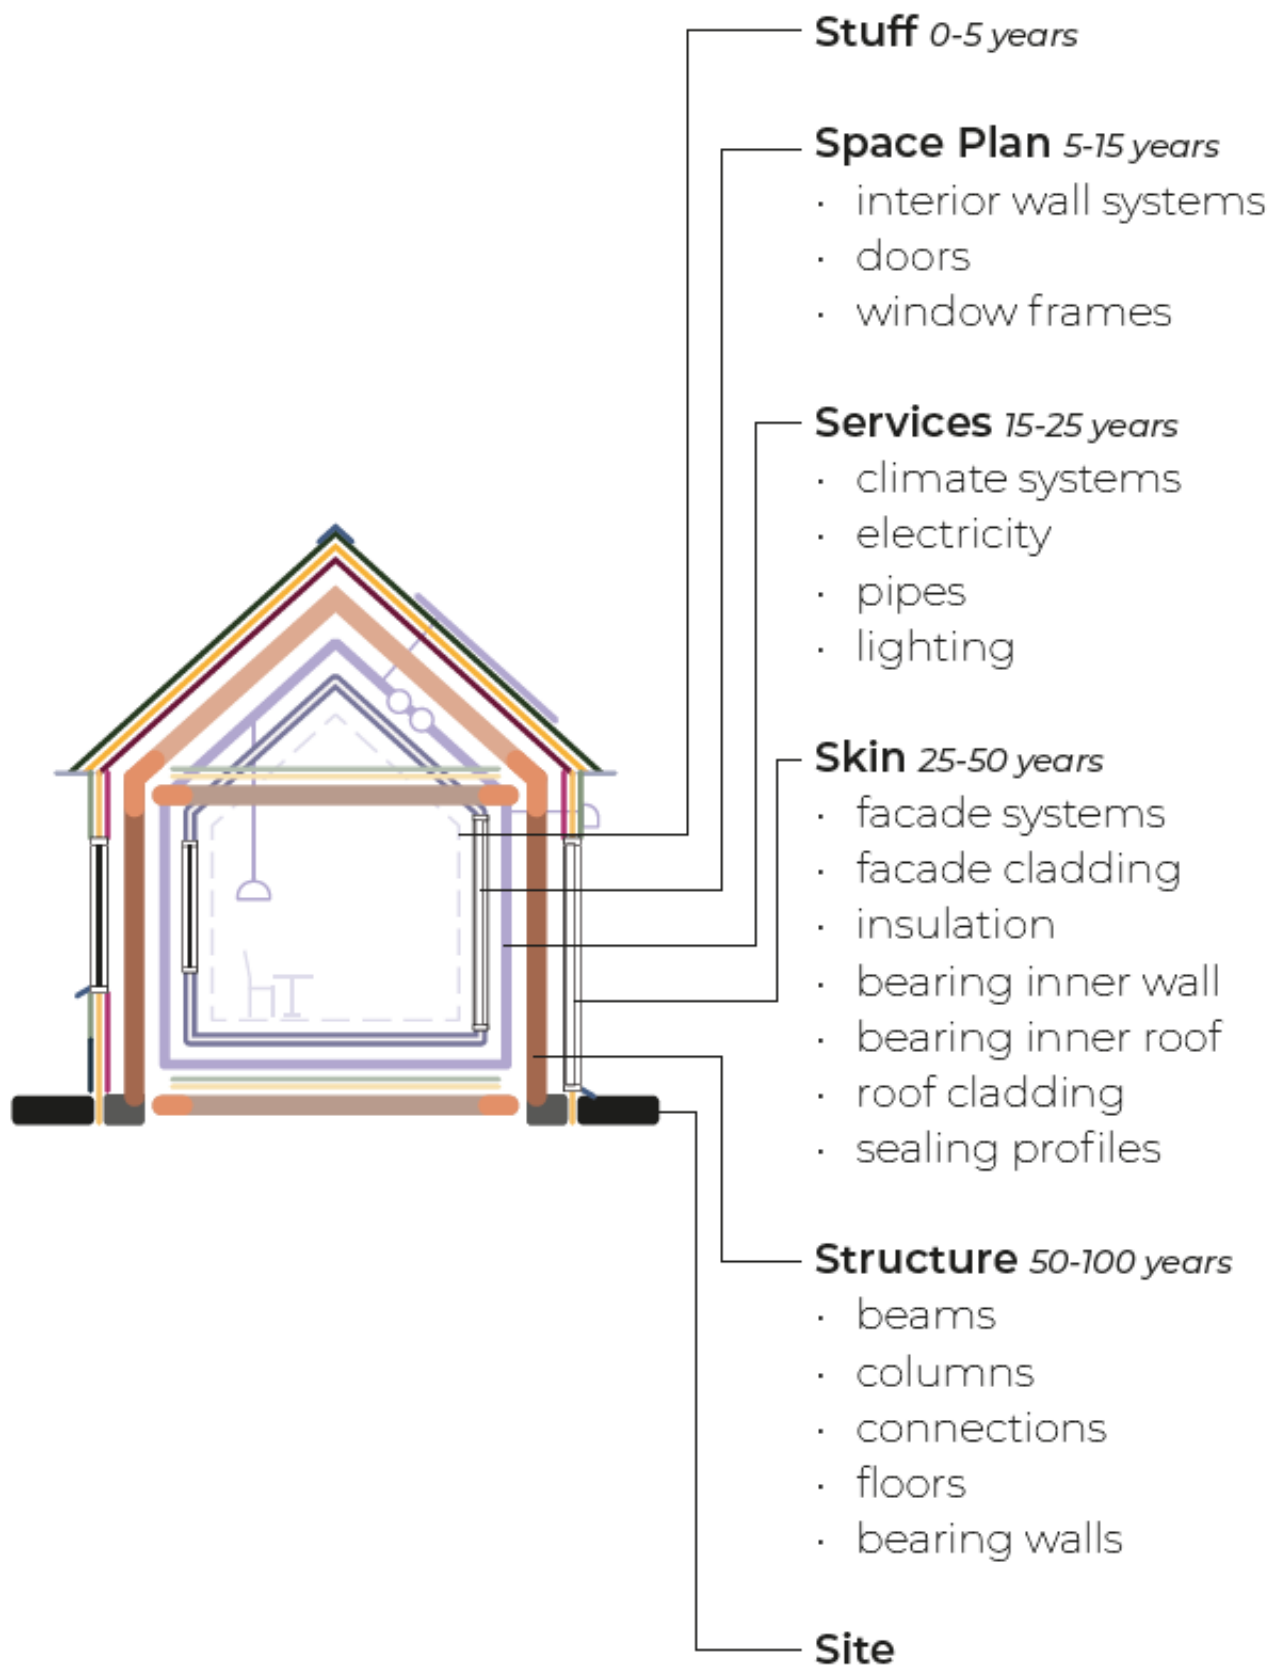 Stuff 0-5 years
Space Plan 5-15 years
· interior wall systems
· doors
· window frames
Services 15-25 years
· climate systems
· electricity
· pipes
· lighting
Skin 25-50 years
· facade systems
· facade cladding
· insulation
· bearing inner wall
· bearing inner roof
· roof cladding
· sealing profiles
Structure 50-100 years
· beams
· columns
· connections
· floors
· bearing walls
Site